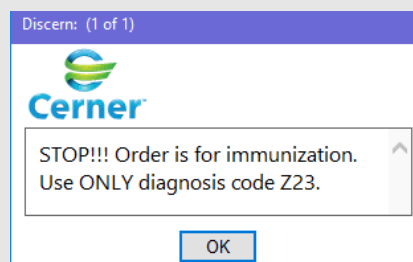 Discern: (1 of 1)
Cerner
STOP!!! Order is for immunization.
Use ONLY diagnosis code Z23.
OK